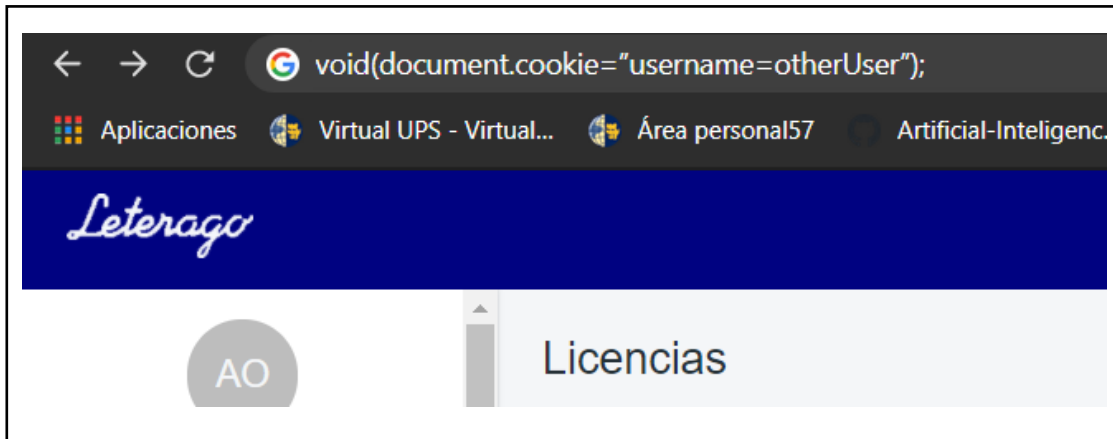 void(document.cookie=”username=otherUser”);
Aplicaciones Virtual UPS - Virtual... Área personal57 Artificial-Inteligenc.
Leterago
AO
Licencias